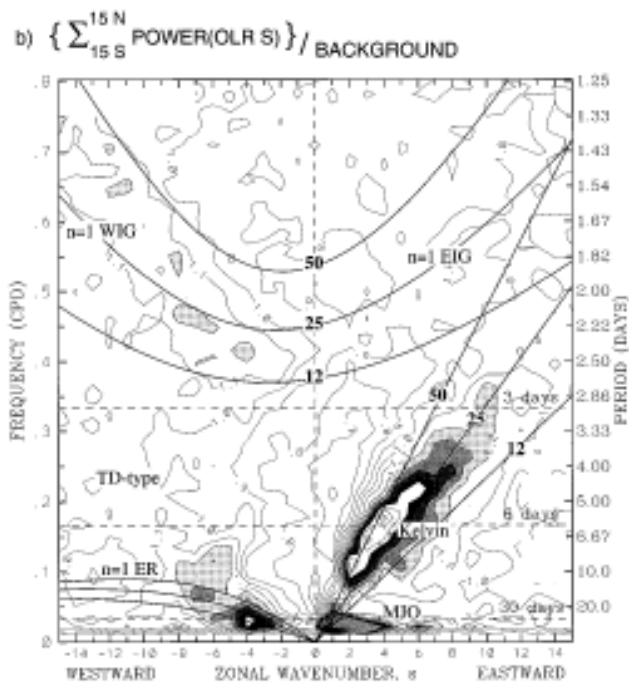 b) { Σ 15 N 15 S POWER(OLR S) } / BACKGROUND
.8
.7
.6
.5
.4
.3
.2
.1
.0
FREQUENCY (CPD)
1.25
1.33
1.43
1.54
1.67
1.82
2.00
2.22
2.50
2.86
3.33
4.00
5.00
6.67
10.0
20.0
PERIOD (DAYS)
n=1 WIG
n=1 EIG
50
25
12
50
25
12
3-days
TD-type
6 days
Kelvin
n=1 ER
MJO
30 days
-14 -12 -10 -8 -6 -4 -2 0 2 4 6 8 10 12 14
WESTWARD ZONAL WAVENUMBER, s EASTWARD